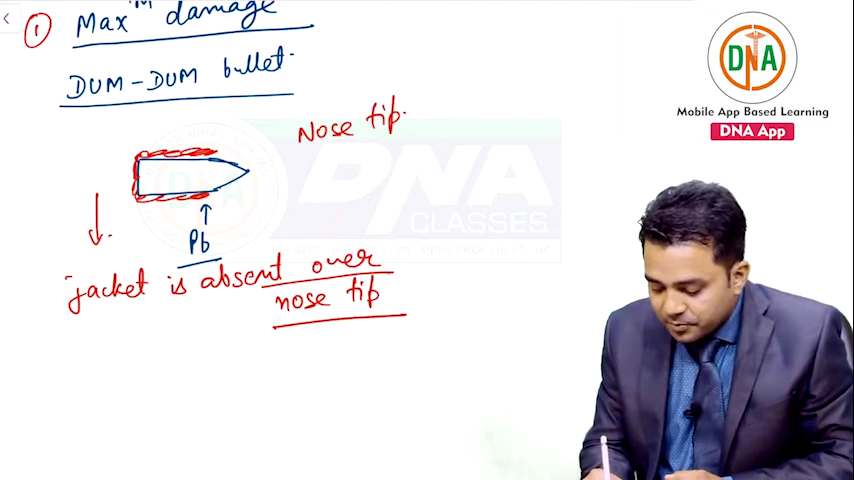 ① Maxᵐ damage
DUM-DUM bullet
Nose tip.
Pb
jacket is absent over
nose tip
DNA
CLASSES
DNA
Mobile App Based Learning
DNA App